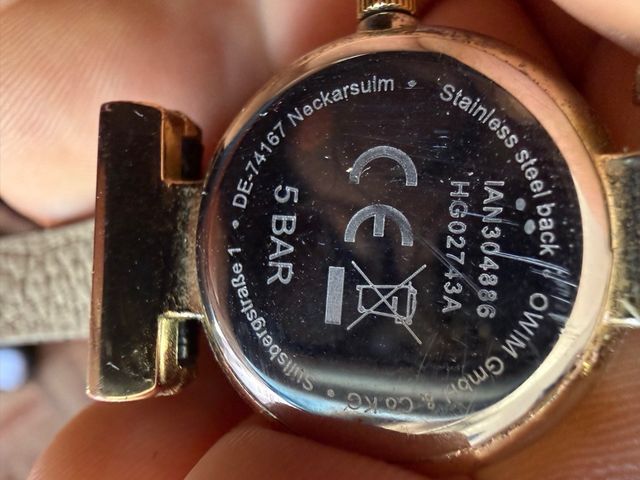 Stainless steel back
OWIM GmbH & Co KG • Stiftsbergstraße 1 • DE-74167 Neckarsulm •
IAN304886
HG02743A
CE
5 BAR